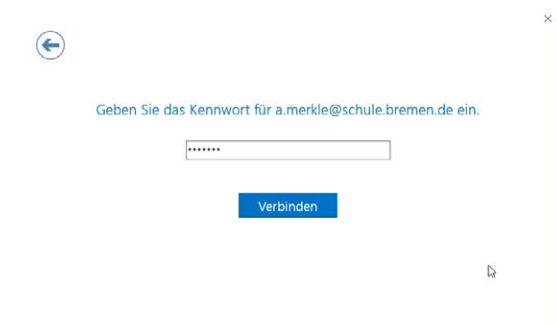 Geben Sie das Kennwort für a.merkle@schule.bremen.de ein.
•••••••
Verbinden